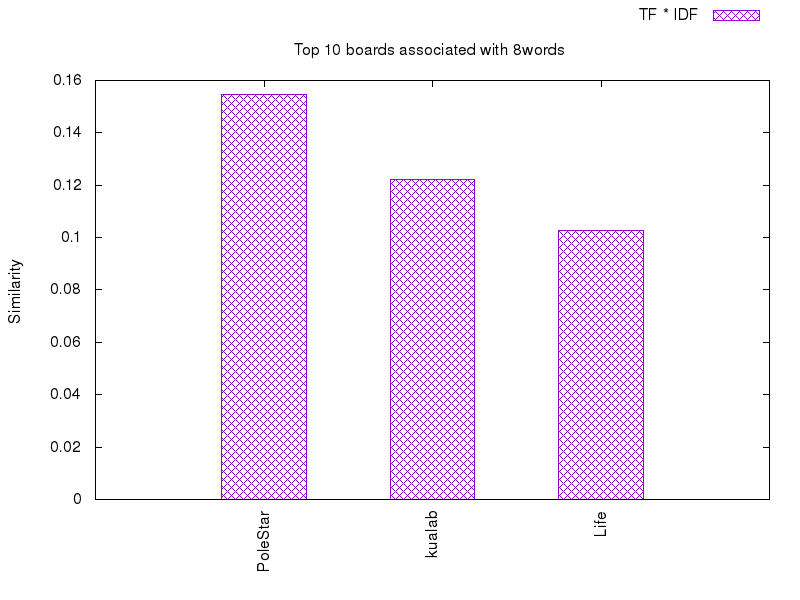 TF * IDF
Top 10 boards associated with 8words
0.16
0.14
0.12
0.1
0.08
0.06
0.04
0.02
0
Similarity
PoleStar
kualab
Life